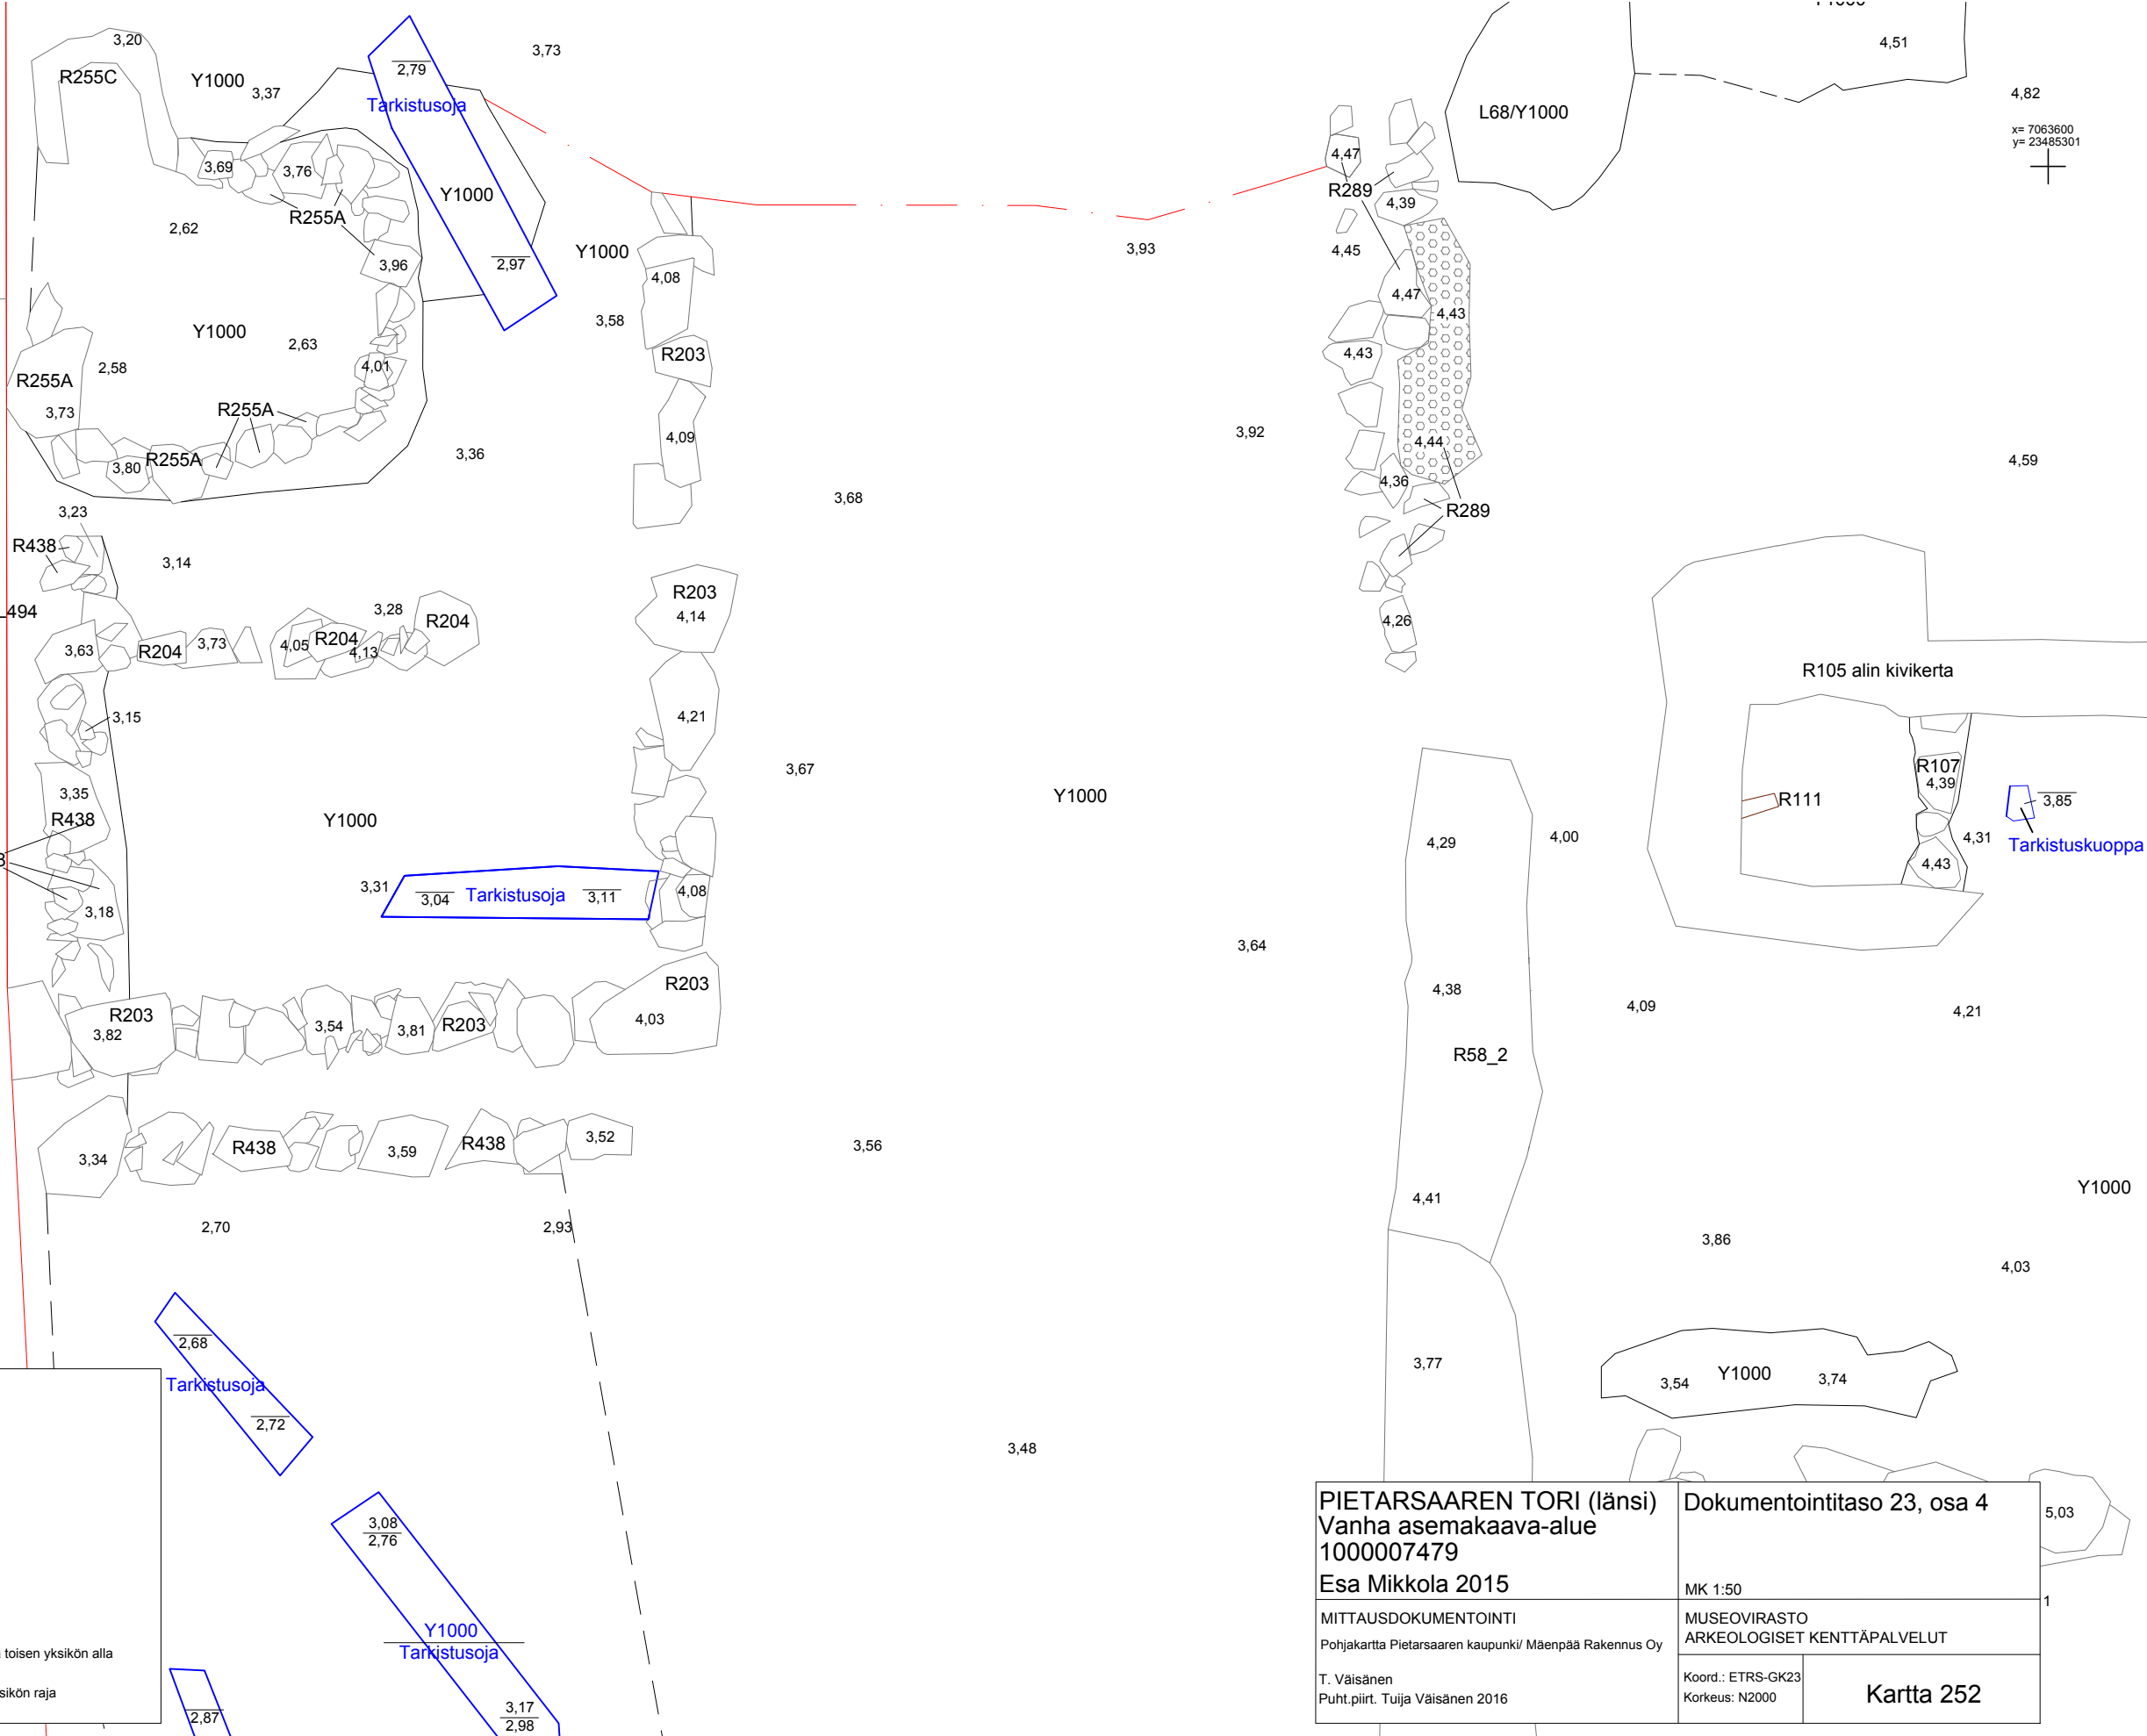 3,20
3,73
4,51
R255C
Y1000
2,79
3,37
Tarkistusoja
L68/Y1000
4,82
x= 7063600
y= 23485301
3,69
3,76
4,47
R289
Y1000
R255A
4,39
2,62
3,96
2,97
Y1000
4,08
3,93
4,45
4,47
4,43
3,58
Y1000
2,63
R203
4,43
2,58
4,01
R255A
3,73
R255A
4,09
3,92
4,44
3,80
R255A
3,36
4,59
4,36
3,68
R289
3,23
R438
3,14
_494
3,28
R204
R203
4,14
4,26
3,63
R204
3,73
4,05
R204
4,13
R105 alin kivikerta
3,15
4,21
3,67
R107
4,39
3,35
R438
Y1000
Y1000
R111
3,85
4,29
4,00
4,31
Tarkistuskuoppa
4,43
3,31
3,04
Tarkistusoja
3,11
4,08
3,18
3,64
R203
3,82
3,54
3,81
R203
R203
4,03
4,38
4,09
4,21
R58_2
3,34
R438
3,59
R438
3,52
3,56
Y1000
4,41
2,70
2,93
3,86
4,03
2,68
Tarkistusoja
2,72
3,77
3,54
Y1000
3,74
3,48
3,08
2,76
Y1000
Tarkistusoja
3,17
2,98
2,87
toisen yksikön alla
sikön raja
PIETARSAAREN TORI (länsi)
Vanha asemakaava-alue
1000007479
Esa Mikkola 2015
Dokumentointitaso 23, osa 4
MK 1:50
5,03
1
MITTAUSDOKUMENTOINTI
Pohjakartta Pietarsaaren kaupunki/ Mäenpää Rakennus Oy
T. Väisänen
Puht.piirt. Tuija Väisänen 2016
MUSEOVIRASTO
ARKEOLOGISET KENTTÄPALVELUT
Koord.: ETRS-GK23
Korkeus: N2000
Kartta 252